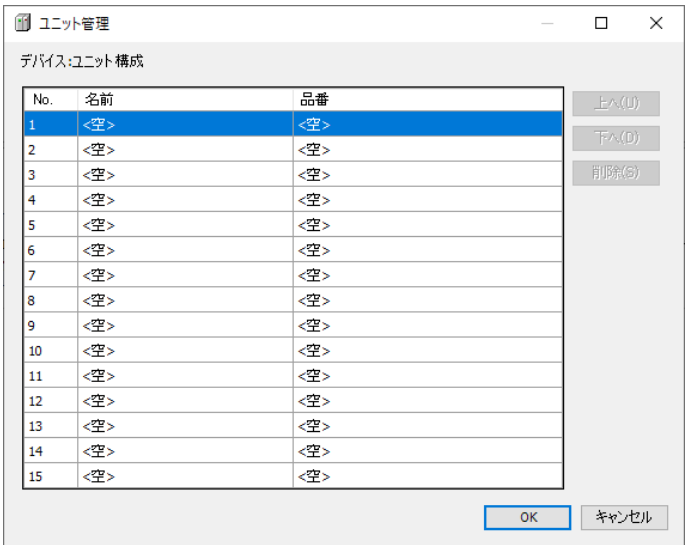 ユニット管理
デバイス:ユニット構成
No. 名前 品番
1 <空> <空>
2 <空> <空>
3 <空> <空>
4 <空> <空>
5 <空> <空>
6 <空> <空>
7 <空> <空>
8 <空> <空>
9 <空> <空>
10 <空> <空>
11 <空> <空>
12 <空> <空>
13 <空> <空>
14 <空> <空>
15 <空> <空>
上へ(U)
下へ(D)
削除(S)
OK キャンセル